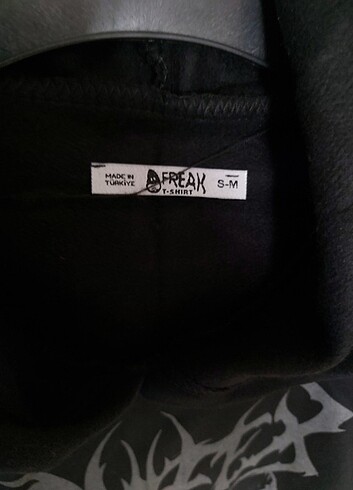 MADE IN
TÜRKİYE
FREAK
T-SHIRT
S-M